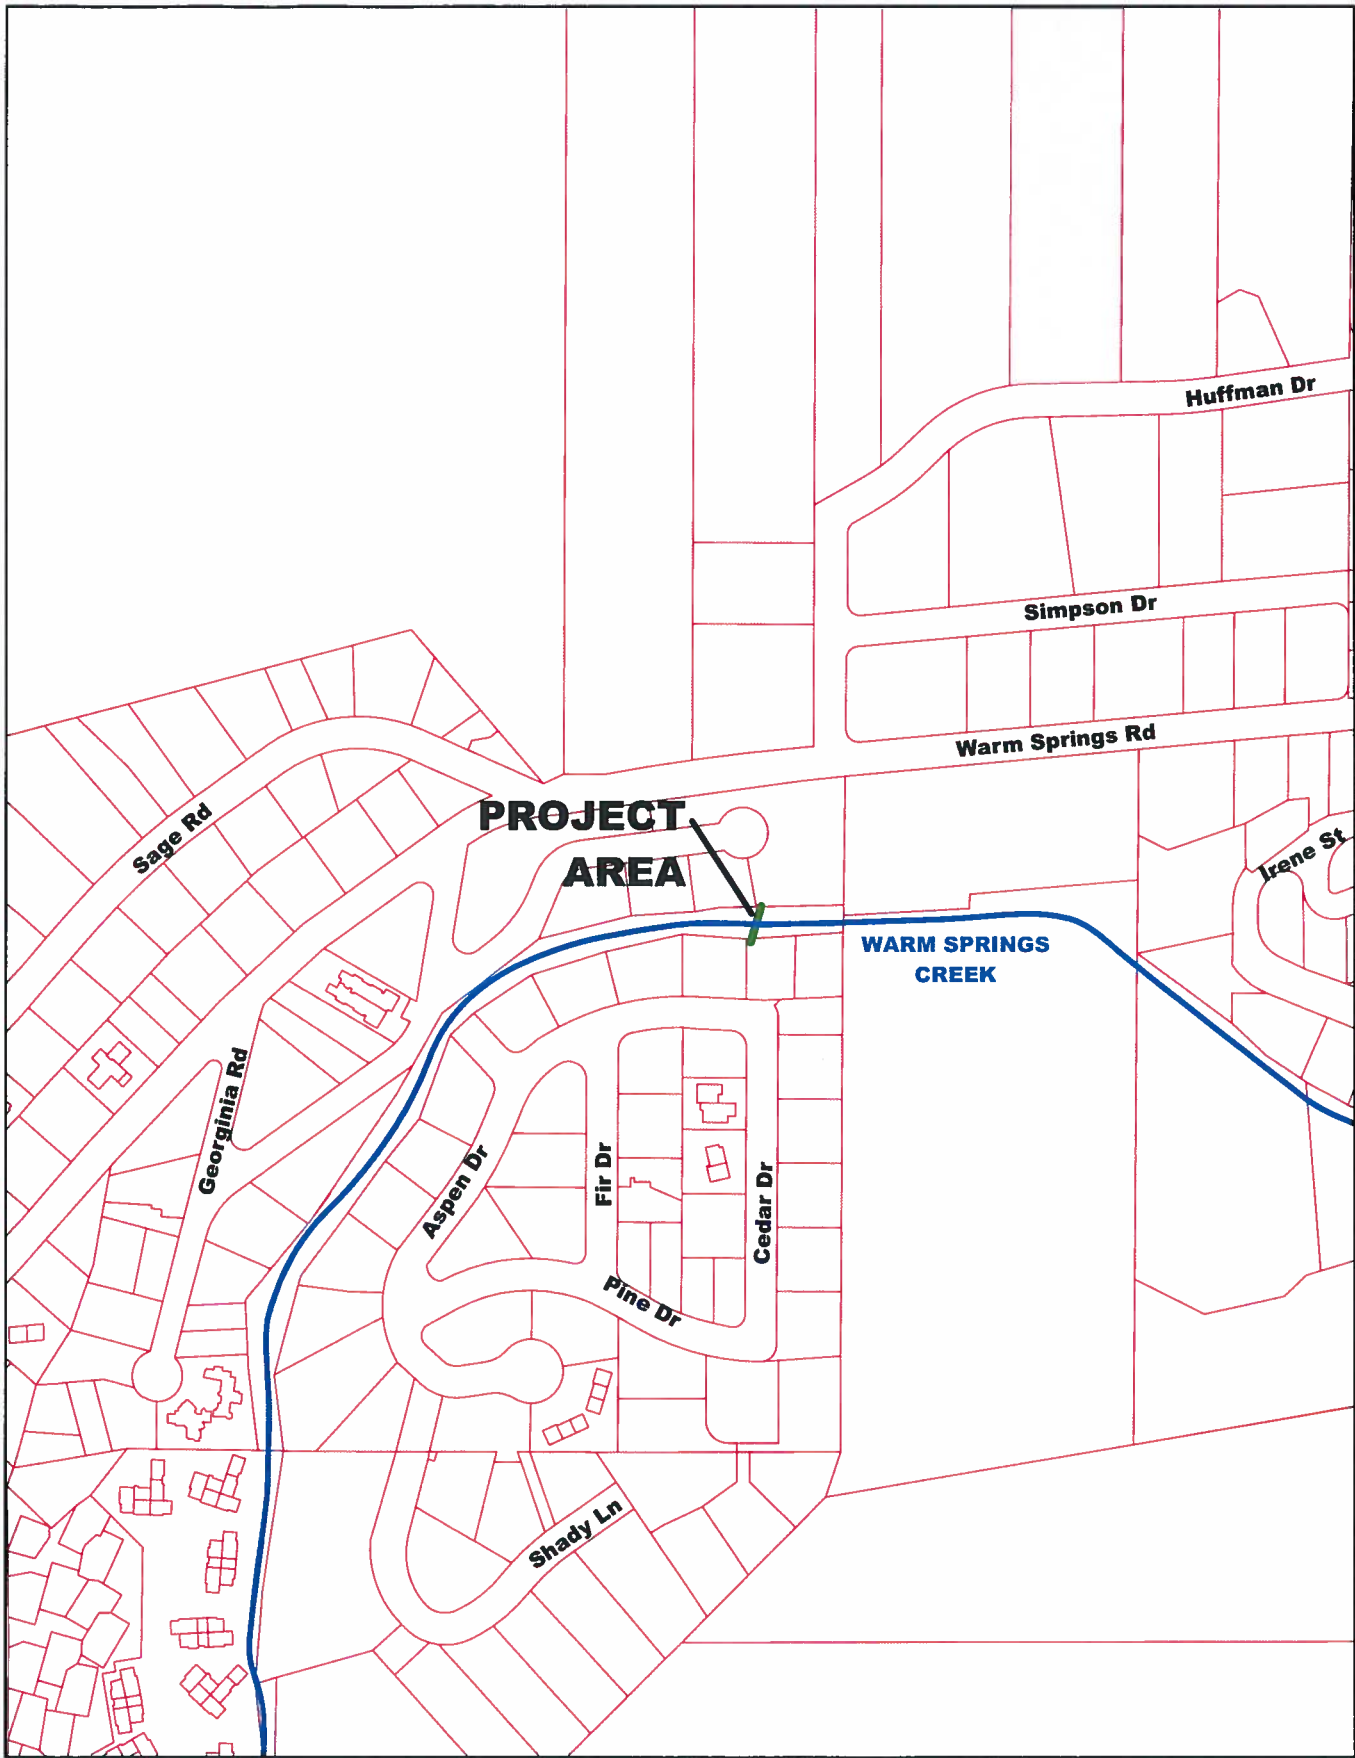 Huffman Dr
Simpson Dr
Warm Springs Rd
PROJECT
AREA
Sage Rd
Irene St
WARM SPRINGS
CREEK
Georginia Rd
Aspen Dr
Fir Dr
Cedar Dr
Pine Dr
Shady Ln